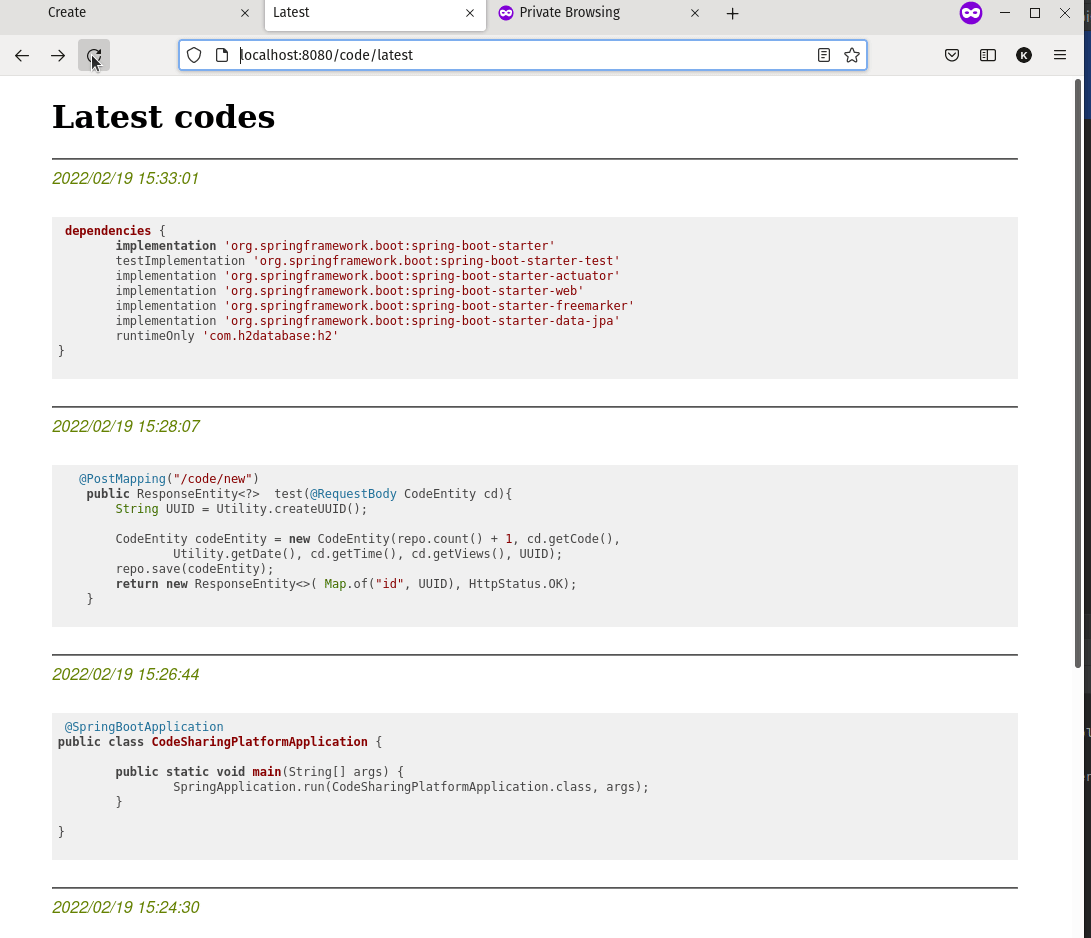 Create
Latest
Private Browsing
localhost:8080/code/latest
K
Latest codes
2022/02/19 15:33:01
dependencies {
implementation 'org.springframework.boot:spring-boot-starter'
testImplementation 'org.springframework.boot:spring-boot-starter-test'
implementation 'org.springframework.boot:spring-boot-starter-actuator'
implementation 'org.springframework.boot:spring-boot-starter-web'
implementation 'org.springframework.boot:spring-boot-starter-freemarker'
implementation 'org.springframework.boot:spring-boot-starter-data-jpa'
runtimeOnly 'com.h2database:h2'
}
2022/02/19 15:28:07
@PostMapping("/code/new")
public ResponseEntity<?>  test(@RequestBody CodeEntity cd){
String UUID = Utility.createUUID();
CodeEntity codeEntity = new CodeEntity(repo.count() + 1, cd.getCode(),
Utility.getDate(), cd.getTime(), cd.getViews(), UUID);
repo.save(codeEntity);
return new ResponseEntity<>( Map.of("id", UUID), HttpStatus.OK);
}
2022/02/19 15:26:44
@SpringBootApplication
public class CodeSharingPlatformApplication {
public static void main(String[] args) {
SpringApplication.run(CodeSharingPlatformApplication.class, args);
}
}
2022/02/19 15:24:30